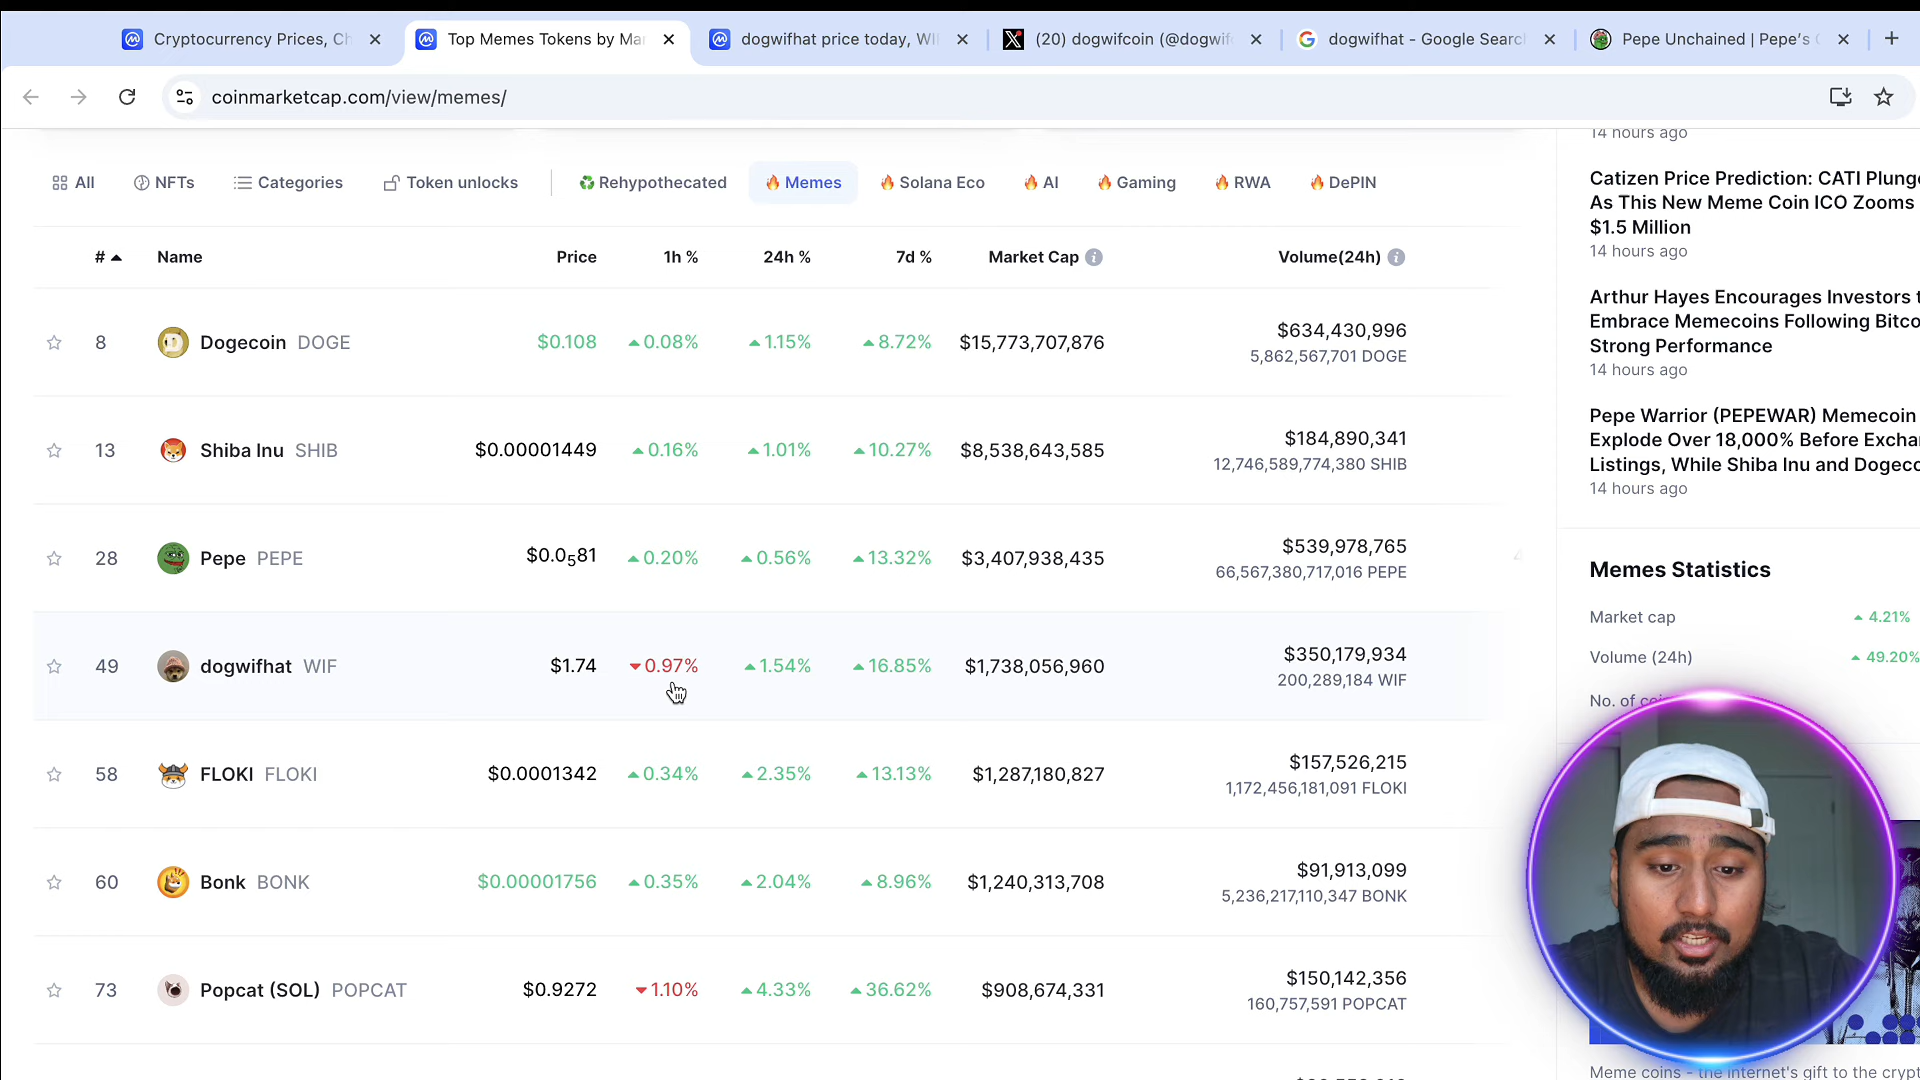 Cryptocurrency Prices, Ch
Top Memes Tokens by Mar
dogwifhat price today, WI
(20) dogwifcoin (@dogwifc
dogwifhat - Google Search
Pepe Unchained | Pepe's C
coinmarketcap.com/view/memes/
All
NFTs
Categories
Token unlocks
Rehypothecated
Memes
Solana Eco
AI
Gaming
RWA
DePIN
# Name Price 1h % 24h % 7d % Market Cap Volume(24h)
8 Dogecoin DOGE $0.108 0.08% 1.15% 8.72% $15,773,707,876 $634,430,996
5,862,567,701 DOGE
13 Shiba Inu SHIB $0.00001449 0.16% 1.01% 10.27% $8,538,643,585 $184,890,341
12,746,589,774,380 SHIB
28 Pepe PEPE $0.0₅81 0.20% 0.56% 13.32% $3,407,938,435 $539,978,765
66,567,380,717,016 PEPE
49 dogwifhat WIF $1.74 0.97% 1.54% 16.85% $1,738,056,960 $350,179,934
200,289,184 WIF
58 FLOKI FLOKI $0.0001342 0.34% 2.35% 13.13% $1,287,180,827 $157,526,215
1,172,456,181,091 FLOKI
60 Bonk BONK $0.00001756 0.35% 2.04% 8.96% $1,240,313,708 $91,913,099
5,236,217,110,347 BONK
73 Popcat (SOL) POPCAT $0.9272 1.10% 4.33% 36.62% $908,674,331 $150,142,356
160,757,591 POPCAT
14 hours ago
Catizen Price Prediction: CATI Plunge
As This New Meme Coin ICO Zooms
$1.5 Million
14 hours ago
Arthur Hayes Encourages Investors t
Embrace Memecoins Following Bitco
Strong Performance
14 hours ago
Pepe Warrior (PEPEWAR) Memecoin
Explode Over 18,000% Before Excha
Listings, While Shiba Inu and Dogeco
14 hours ago
Memes Statistics
Market cap 4.21%
Volume (24h) 49.20%
No. of
Meme coins - the internet's gift to the crypt